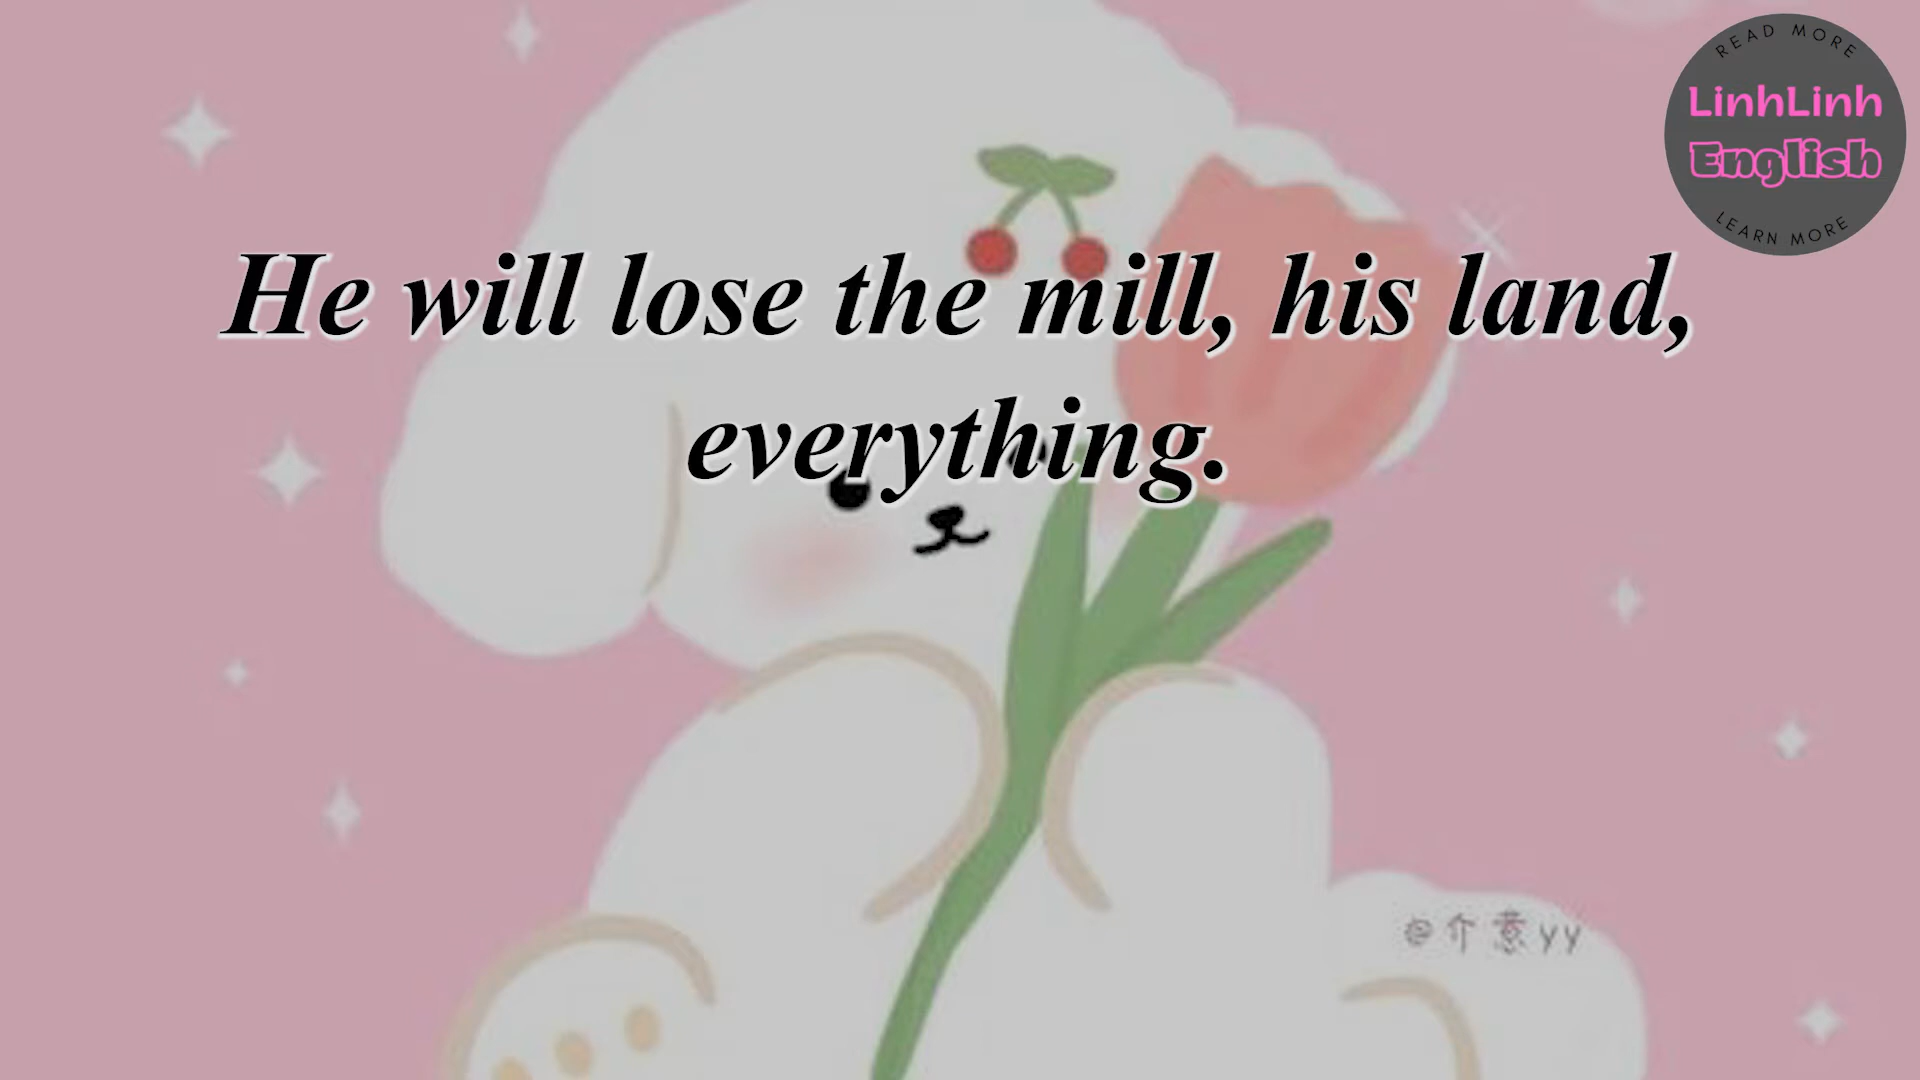 READ MORE
LinhLinh
English
LEARN MORE
He will lose the mill, his land,
everything.
@介意yy